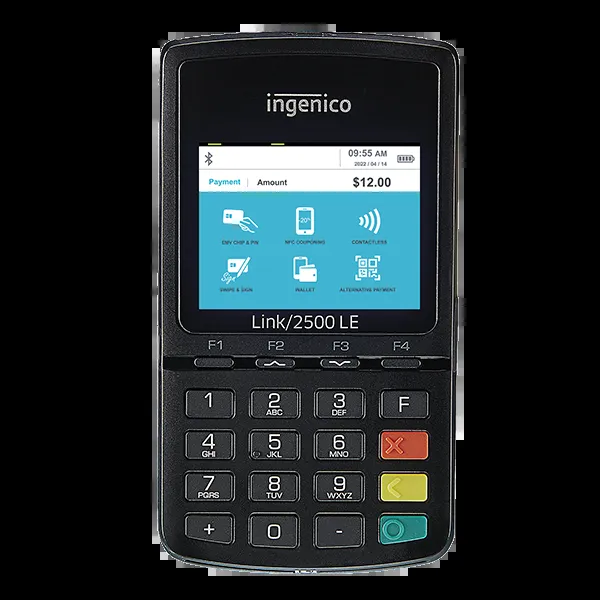 ingenico
09:55 AM
2022 / 04 / 14
Payment Amount $12.00
EMV CHIP & PIN NFC COUPONING CONTACTLESS
-20%
Sign
SWIPE & SIGN WALLET ALTERNATIVE PAYMENT
Link/2500 LE
F1 F2 F3 F4
1 2 3 F
ABC DEF
4 5 6
GHI JKL MNO
7 8 9
PQRS TUV WXYZ
+ 0 -